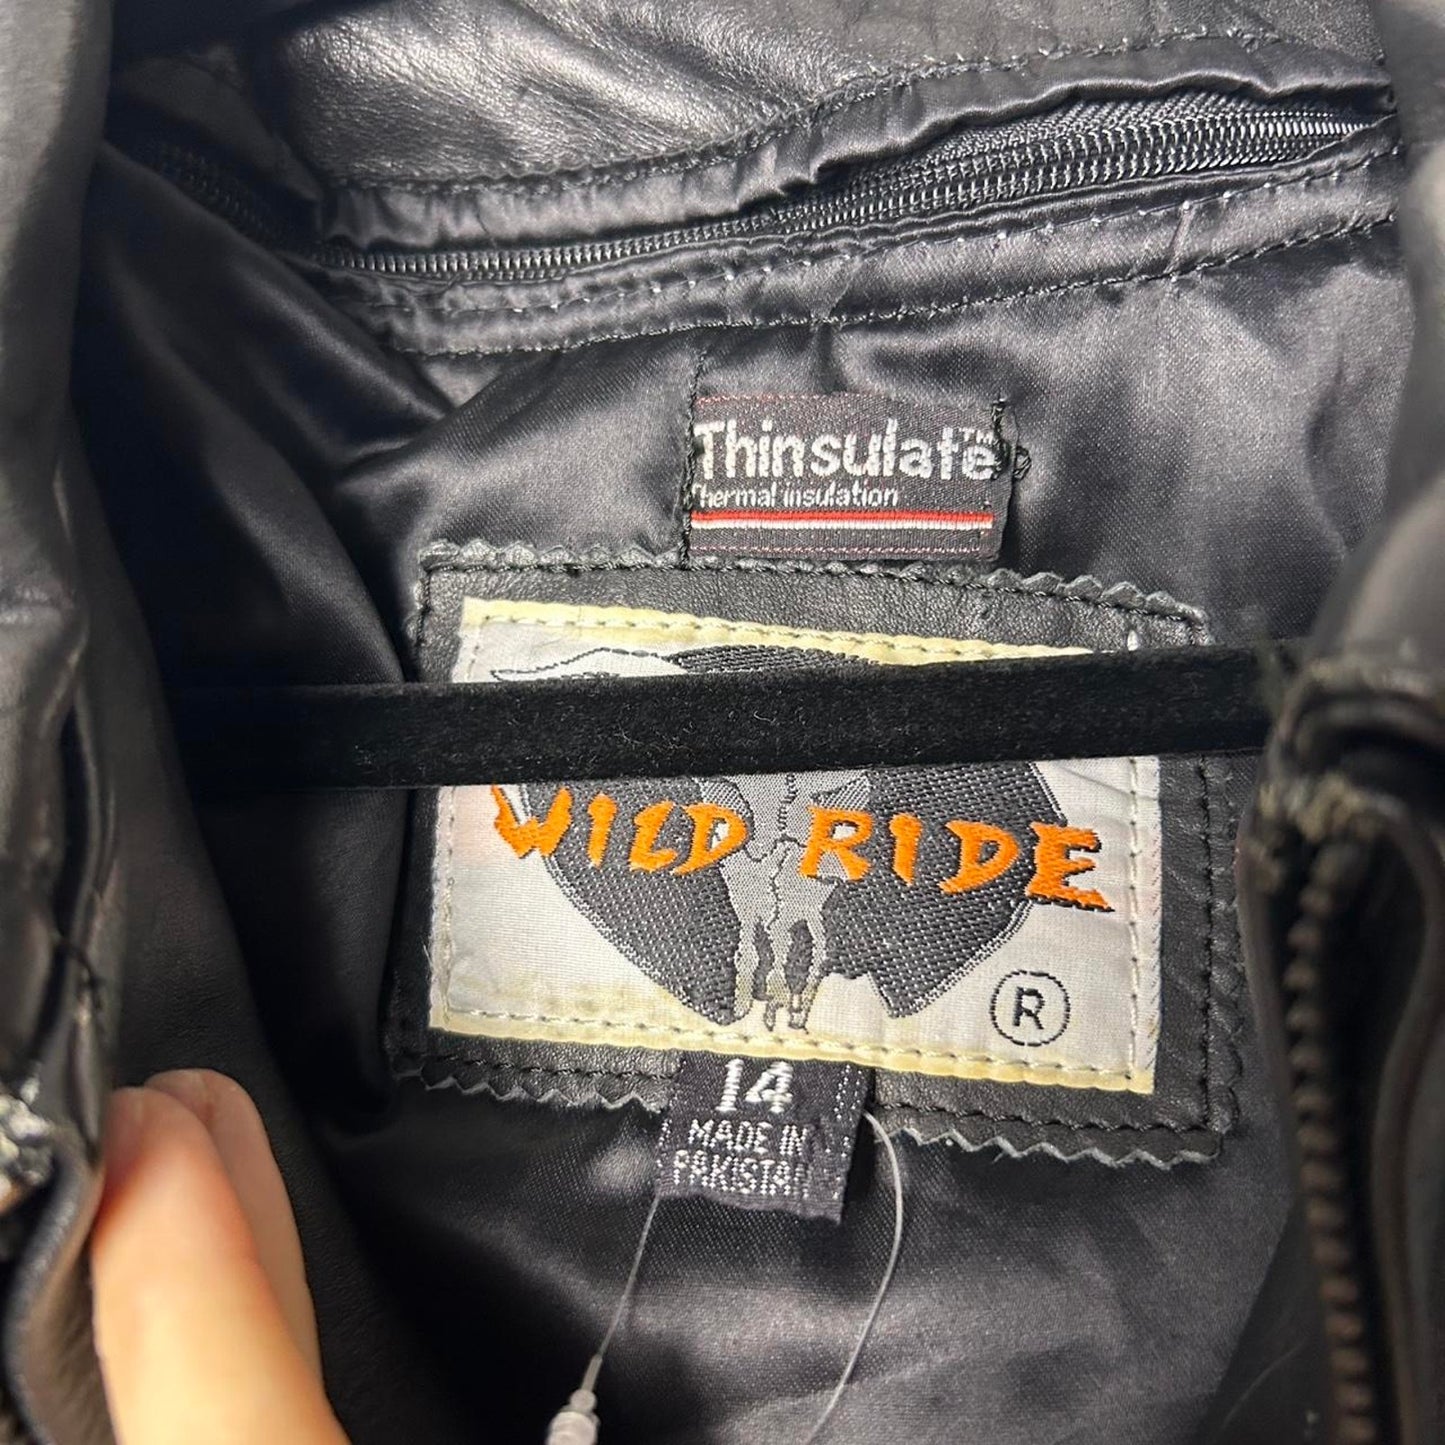 Thinsulate™
Thermal insulation
WILD RIDE
®
14
MADE IN
PAKISTAN